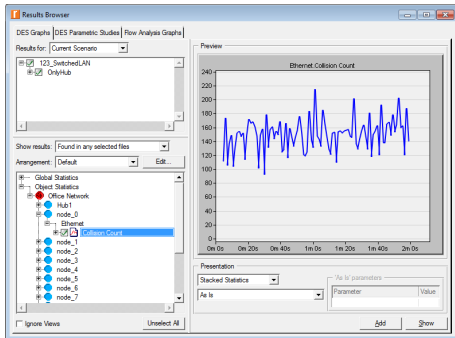 Results Browser
DES Graphs DES Parametric Studies Flow Analysis Graphs
Results for: Current Scenario
123_SwitchedLAN
OnlyHub
Show results: Found in any selected files
Arrangement: Default Edit...
Global Statistics
Object Statistics
Office Network
Hub1
node_0
Ethernet
Collision Count
node_1
node_2
node_3
node_4
node_5
node_6
node_7
Ignore Views Unselect All
Preview
Ethernet.Collision Count
240
220
200
180
160
140
120
100
80
60
40
20
0
0m 0s 0m 20s 0m 40s 1m 0s 1m 20s 1m 40s 2m 0s
Presentation
Stacked Statistics
As Is
'As Is' parameters
Parameter Value
Add Show